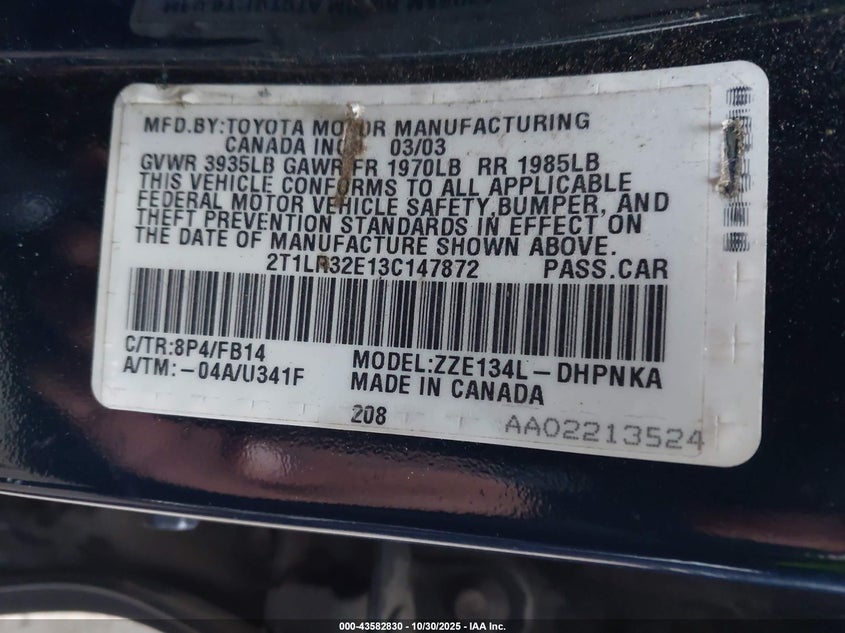 MFD.BY:TOYOTA MOTOR MANUFACTURING
CANADA INC. 03/03
GVWR 3935LB GAWR FR 1970LB RR 1985LB
THIS VEHICLE CONFORMS TO ALL APPLICABLE
FEDERAL MOTOR VEHICLE SAFETY,BUMPER, AND
THEFT PREVENTION STANDARDS IN EFFECT ON
THE DATE OF MANUFACTURE SHOWN ABOVE.
2T1LR32E13C147872 PASS.CAR
C/TR:8P4/FB14 MODEL:ZZE134L-DHPNKA
A/TM:-04A/U341F MADE IN CANADA
208 AA02213524
000-43582830 - 10/30/2025 - IAA Inc.